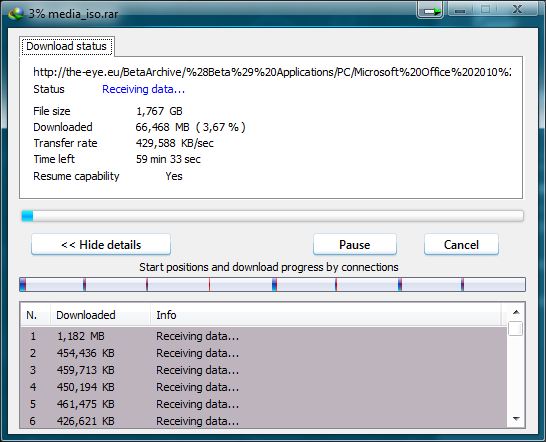 3% media_iso.rar
Download status
http://the-eye.eu/BetaArchive/%28Beta%29%20Applications/PC/Microsoft%20Office%202010%2
Status Receiving data...
File size 1,767 GB
Downloaded 66,468 MB ( 3,67 % )
Transfer rate 429,588 KB/sec
Time left 59 min 33 sec
Resume capability Yes
<< Hide details Pause Cancel
Start positions and download progress by connections
N. Downloaded Info
1 1,182 MB Receiving data...
2 454,436 KB Receiving data...
3 459,713 KB Receiving data...
4 450,194 KB Receiving data...
5 461,475 KB Receiving data...
6 426,621 KB Receiving data...